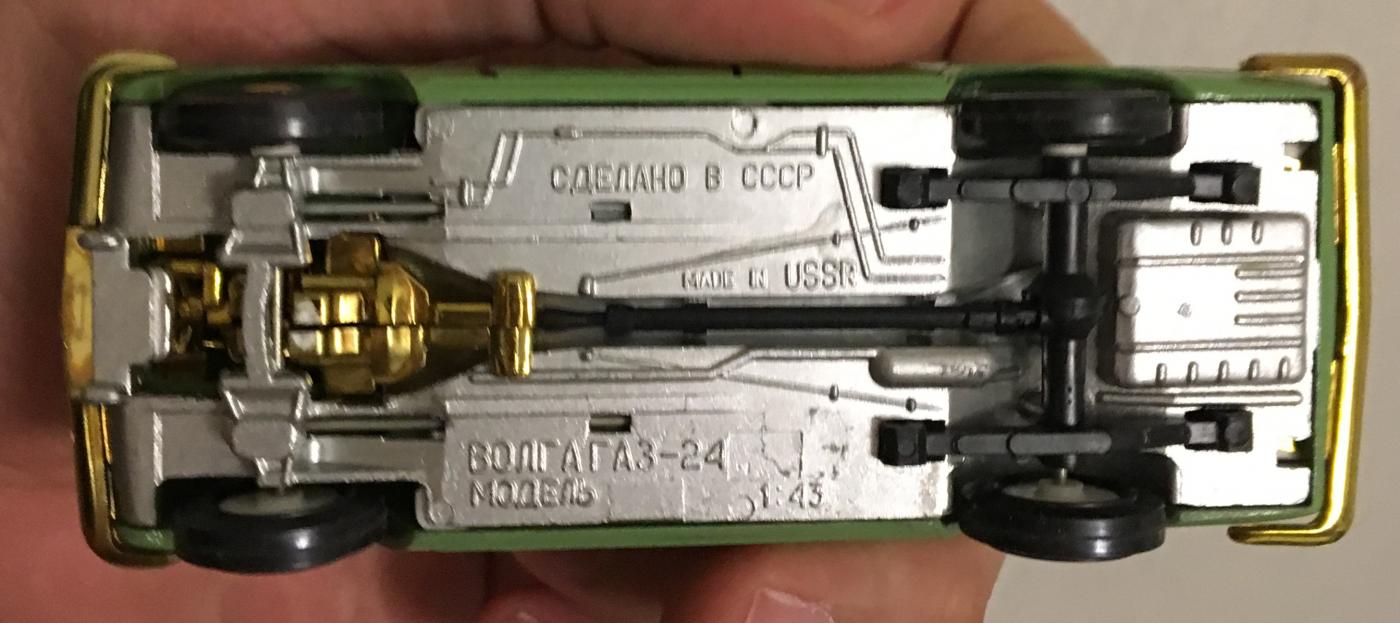 СДЕЛАНО В СССР
MADE IN USSR
ВОЛГА ГАЗ-24
МОДЕЛЬ 1:43